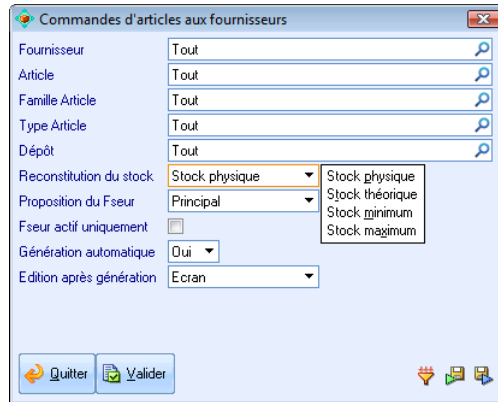 Commandes d'articles aux fournisseurs
Fournisseur Tout
Article Tout
Famille Article Tout
Type Article Tout
Dépôt Tout
Reconstitution du stock Stock physique Stock physique
Stock théorique
Proposition du Fseur Principal Stock minimum
Fseur actif uniquement Stock maximum
Génération automatique Oui
Edition après génération Ecran
Quitter Valider